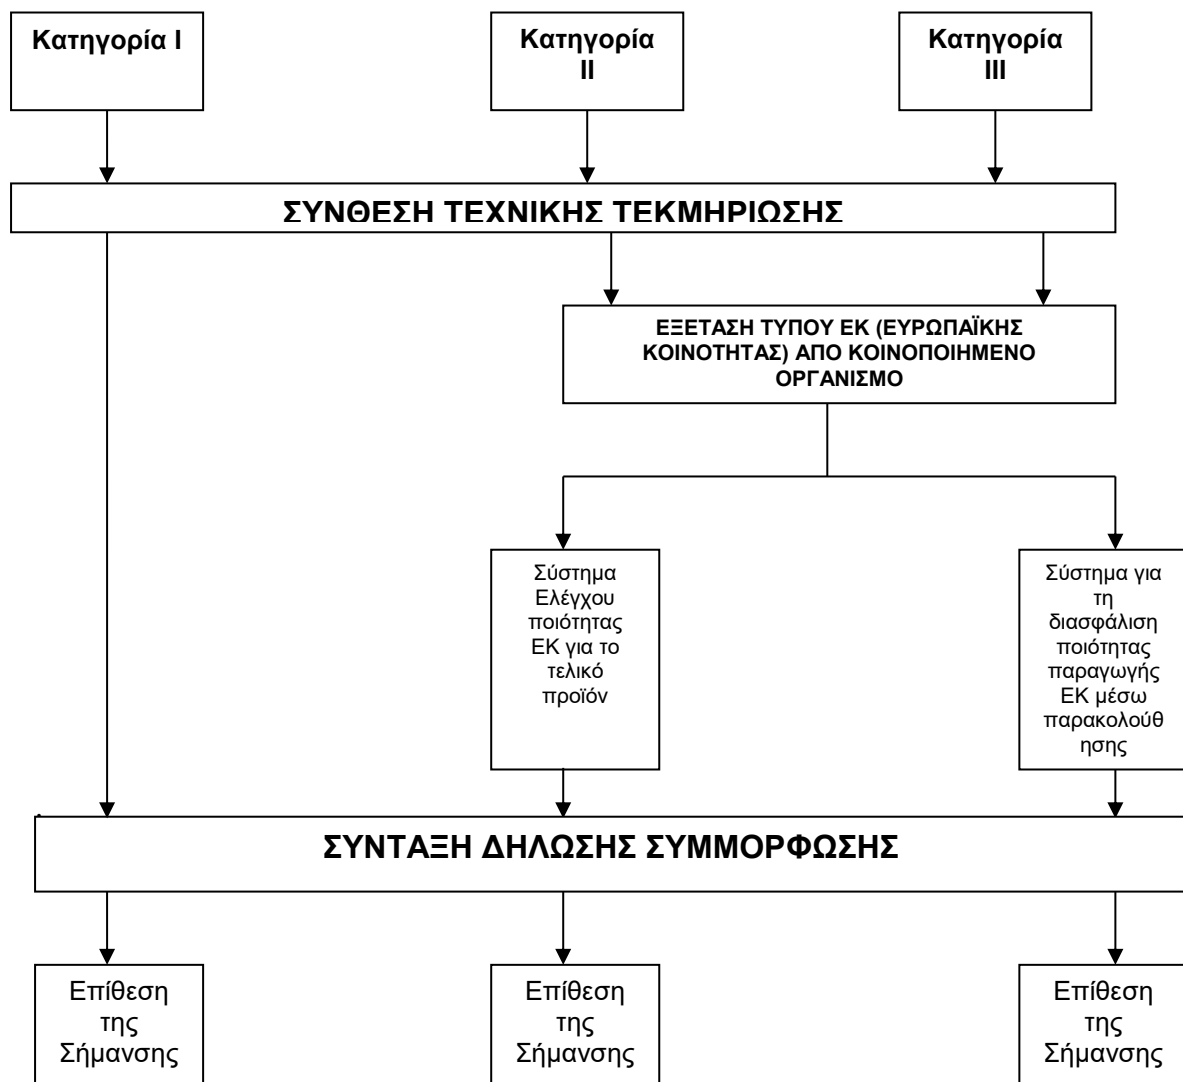 Κατηγορία I
Κατηγορία
II
Κατηγορία
III
ΣΥΝΘΕΣΗ ΤΕΧΝΙΚΗΣ ΤΕΚΜΗΡΙΩΣΗΣ
ΕΞΕΤΑΣΗ ΤΥΠΟΥ ΕΚ (ΕΥΡΩΠΑΪΚΗΣ
ΚΟΙΝΟΤΗΤΑΣ) ΑΠΟ ΚΟΙΝΟΠΟΙΗΜΕΝΟ
ΟΡΓΑΝΙΣΜΟ
Σύστημα
Ελέγχου
ποιότητας
ΕΚ για το
τελικό
προϊόν
Σύστημα για
τη
διασφάλιση
ποιότητας
παραγωγής
ΕΚ μέσω
παρακολούθ
ησης
ΣΥΝΤΑΞΗ ΔΗΛΩΣΗΣ ΣΥΜΜΟΡΦΩΣΗΣ
Επίθεση
της
Σήμανσης
Επίθεση
της
Σήμανσης
Επίθεση
της
Σήμανσης